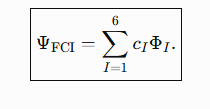 Ψ_FCI = ∑_{I=1}^{6} c_I Φ_I.